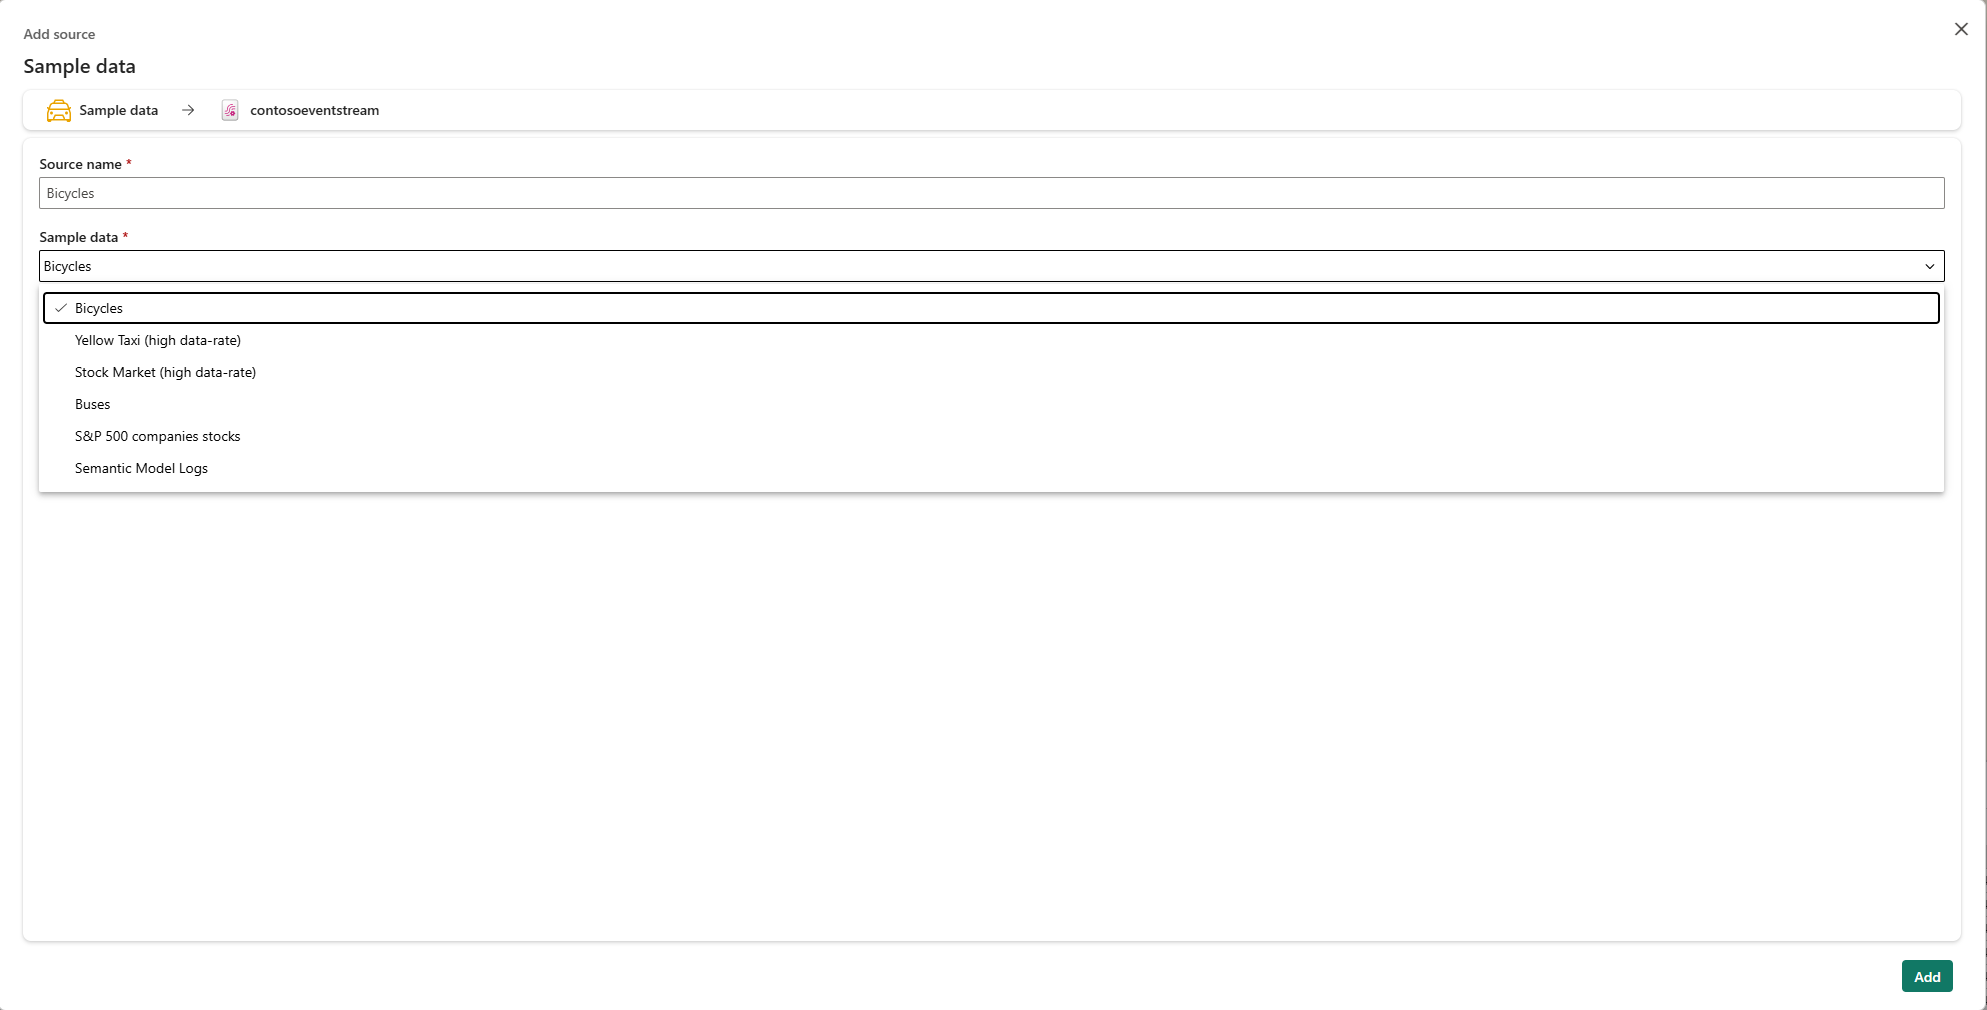 Add source
Sample data
Sample data → contosoeventstream
Source name *
Bicycles
Sample data *
Bicycles
Bicycles
Yellow Taxi (high data-rate)
Stock Market (high data-rate)
Buses
S&P 500 companies stocks
Semantic Model Logs
Add